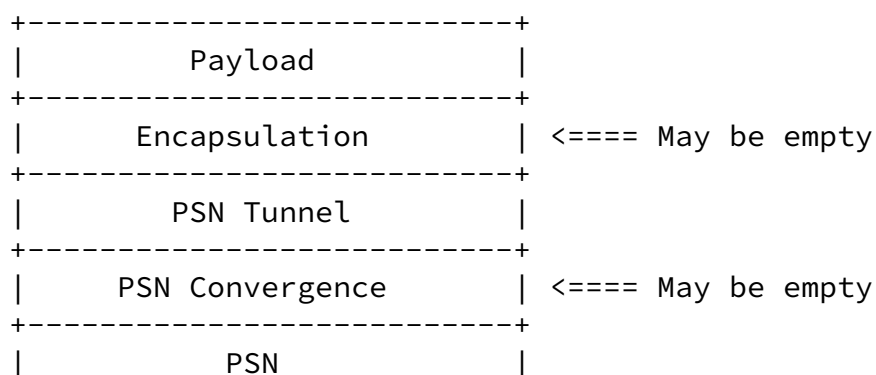 +---------------------------+
|          Payload          |
+---------------------------+
|       Encapsulation       | <==== May be empty
+---------------------------+
|         PSN Tunnel        |
+---------------------------+
|      PSN Convergence      | <==== May be empty
+---------------------------+
|            PSN            |